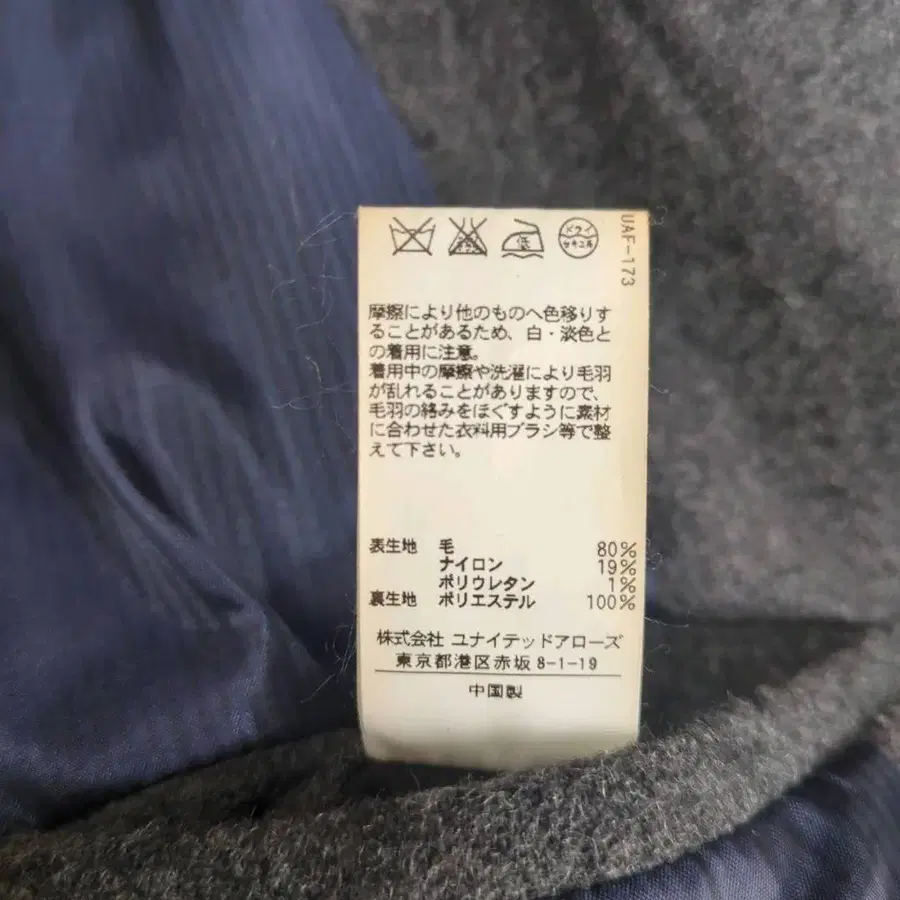 エンソサラシ
低
ドライ
セキユ系
UAF-173
摩擦により他のものへ色移りす
ることがあるため、白・淡色と
の着用に注意。
着用中の摩擦や洗濯により毛羽
が乱れることがありますので、
毛羽の絡みをほぐすように素材
に合わせた衣料用ブラシ等で整
えて下さい。
表生地 毛 80%
ナイロン 19%
ポリウレタン 1%
裏生地 ポリエステル 100%
株式会社 ユナイテッドアローズ
東京都港区赤坂8-1-19
中国製